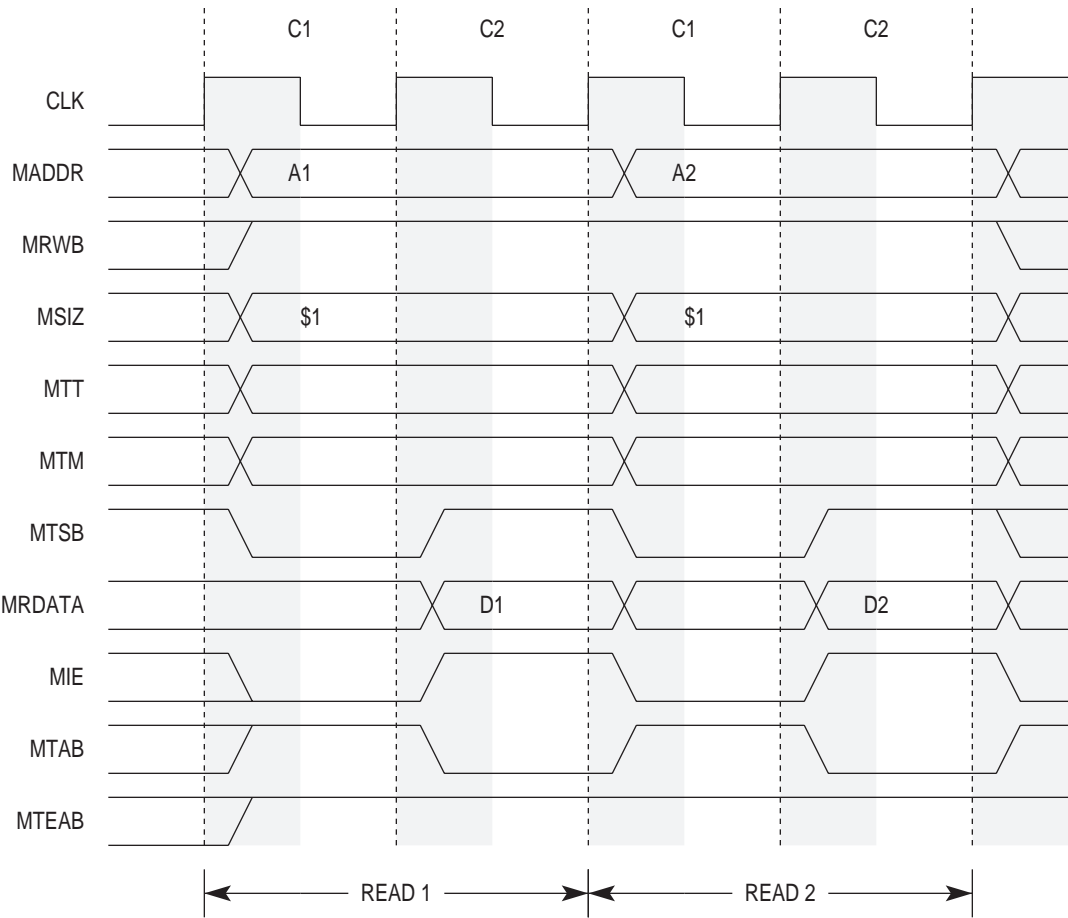 C1 C2 C1 C2
CLK
MADDR A1 A2
MRWB
MSIZ $1 $1
MTT
MTM
MTSB
MRDATA D1 D2
MIE
MTAB
MTEAB
READ 1 READ 2